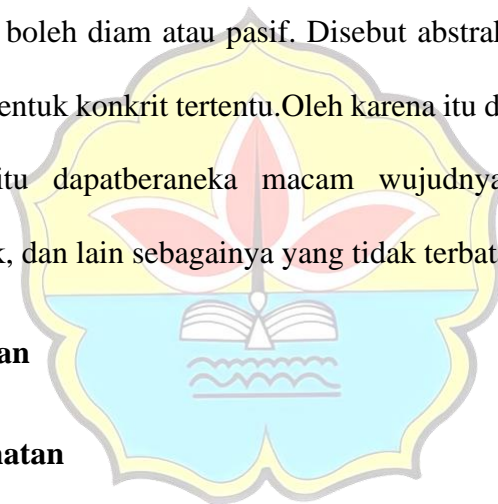 boleh diam atau pasif. Disebut abstrak
entuk konkrit tertentu.Oleh karena itu d
itu dapatberaneka macam wujudnya
k, dan lain sebagainya yang tidak terbat
an
atan